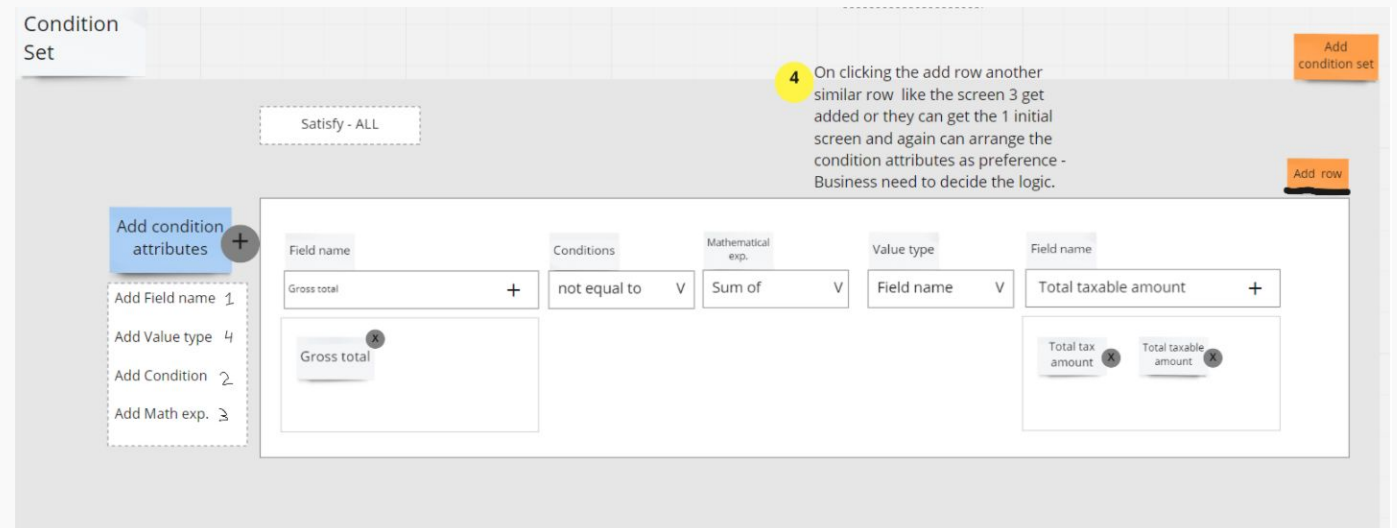 Condition
Set
Add
condition set
4
On clicking the add row another
similar row like the screen 3 get
added or they can get the 1 initial
screen and again can arrange the
condition attributes as preference -
Business need to decide the logic.
Satisfy - ALL
Add row
Add condition
attributes
+
Add Field name 1
Add Value type 4
Add Condition 2
Add Math exp. 3
Field name
Conditions
Mathematical
exp.
Value type
Field name
Gross total +
not equal to V
Sum of V
Field name V
Total taxable amount +
Gross total X
Total tax
amount X
Total taxable
amount X